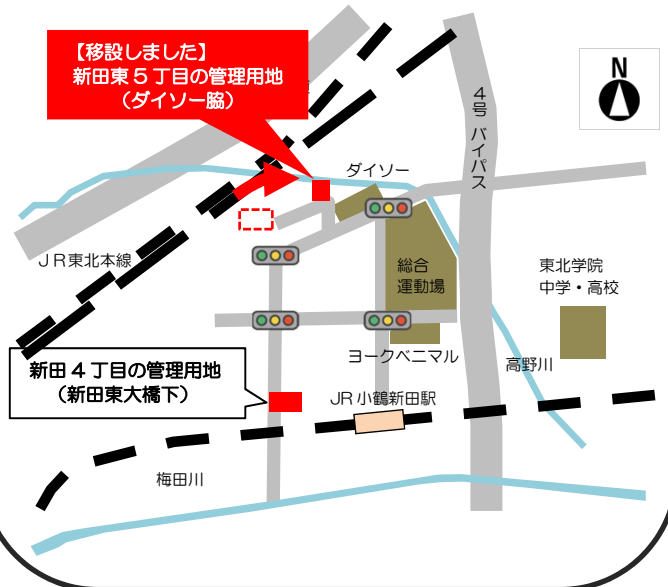 【移設しました】
新田東５丁目の管理用地
（ダイソー脇）
N
4号 バイパス
ダイソー
ＪＲ東北本線
総合
運動場
東北学院
中学・高校
ヨークベニマル
新田４丁目の管理用地
（新田東大橋下）
高野川
JR 小鶴新田駅
梅田川